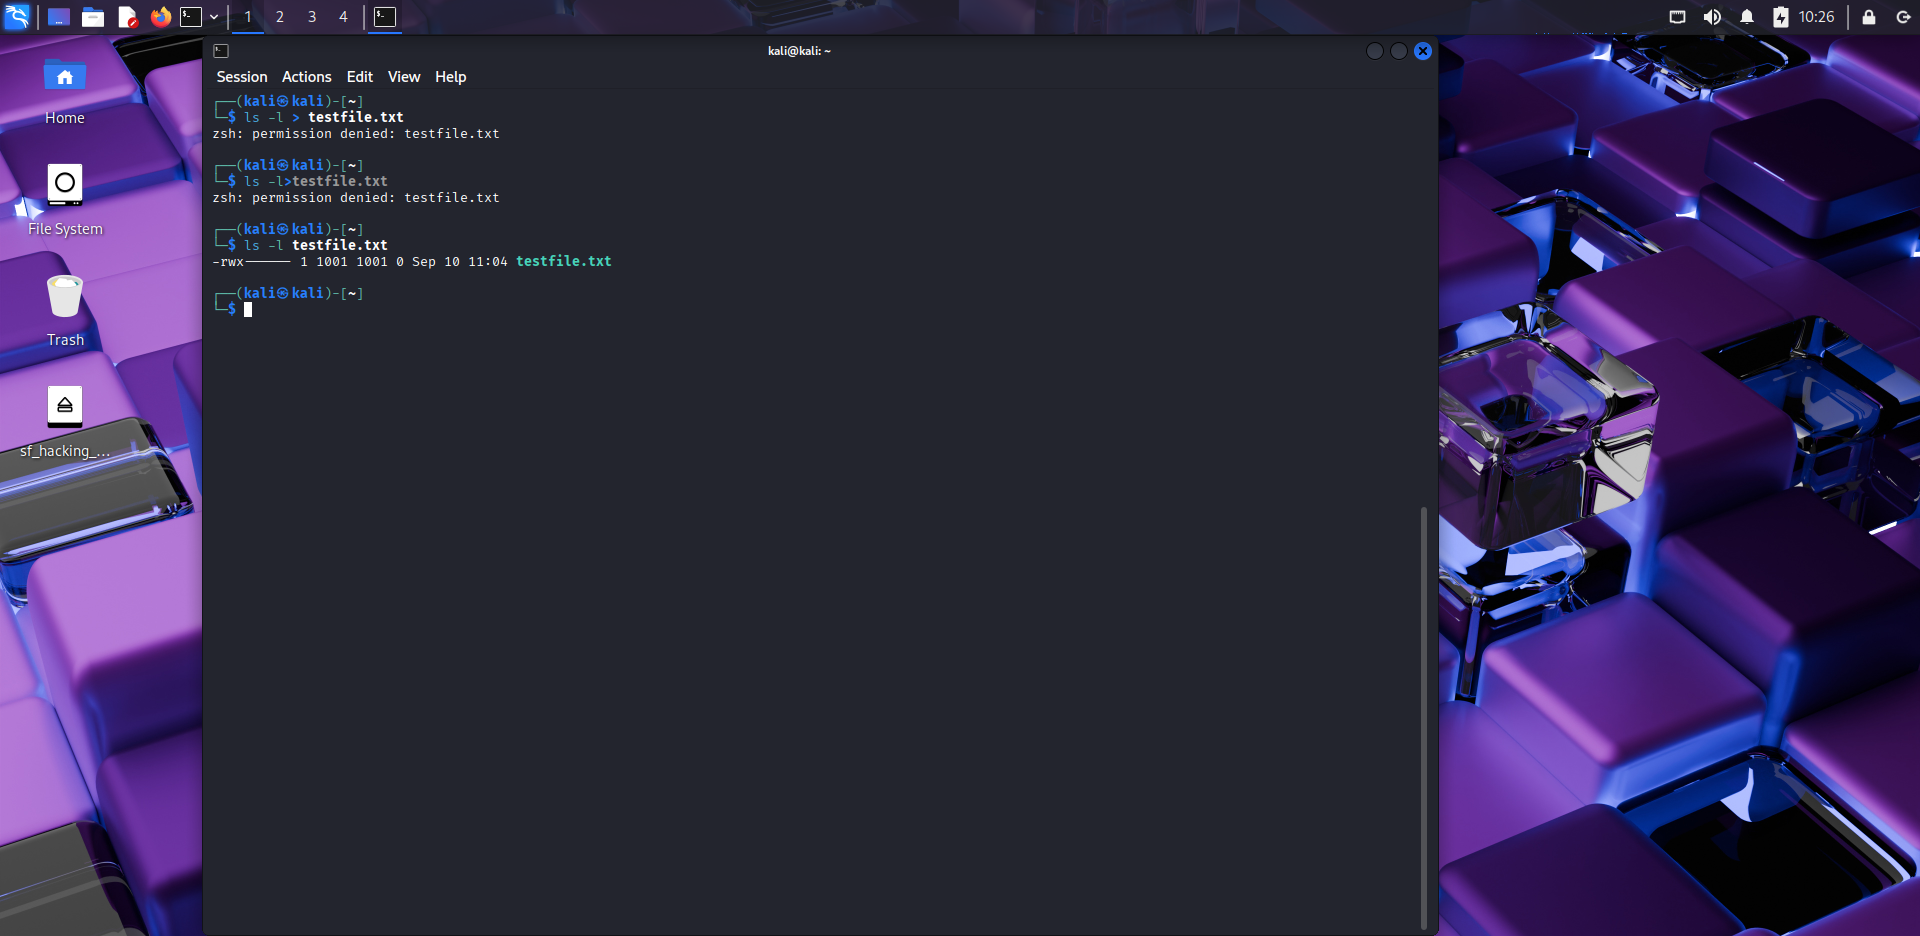 1 2 3 4
10:26
kali@kali: ~
Session Actions Edit View Help
┌──(kali㉿kali)-[~]
└─$ ls -l > testfile.txt
zsh: permission denied: testfile.txt
┌──(kali㉿kali)-[~]
└─$ ls -l>testfile.txt
zsh: permission denied: testfile.txt
┌──(kali㉿kali)-[~]
└─$ ls -l testfile.txt
-rwx------ 1 1001 1001 0 Sep 10 11:04 testfile.txt
┌──(kali㉿kali)-[~]
└─$
Home
File System
Trash
sf_hacking_...